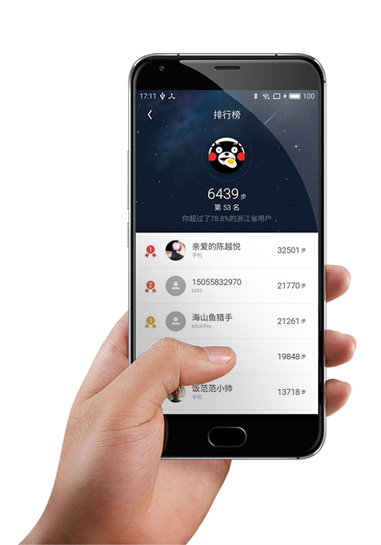 17:11 100
排行榜
6439步
第 53 名
你超过了78.8%的浙江省用户
亲爱的陈越悦
手机
32501步
15055832970
MX5
21770步
海山鱼猎手
MX4 Pro
21261步
19848步
饭范范小帅
手机
13718步